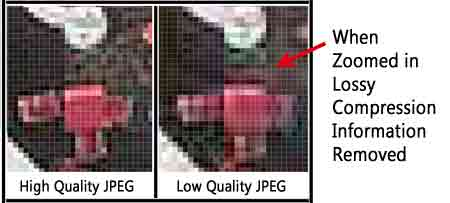 High Quality JPEG
Low Quality JPEG
When
Zoomed in
Lossy
Compression
Information
Removed